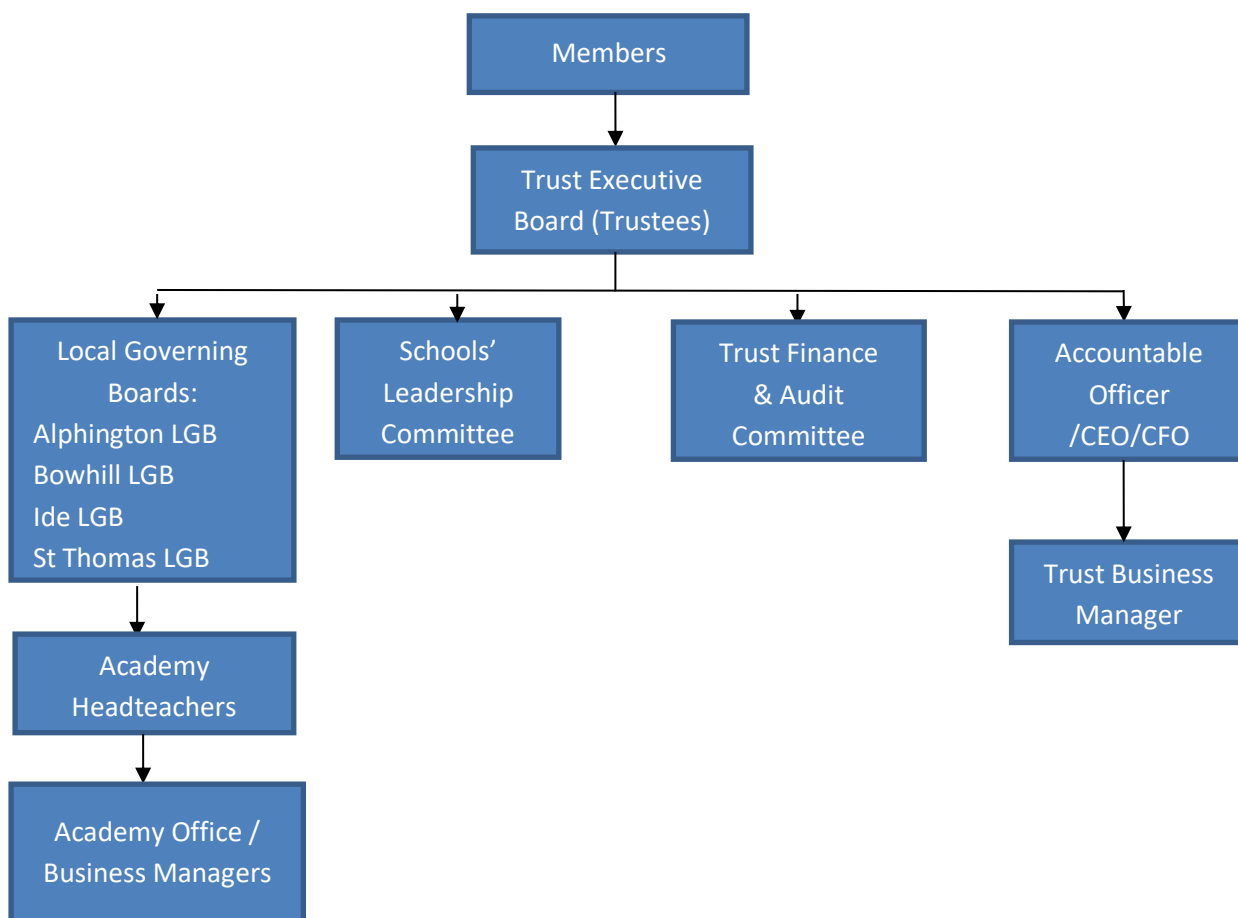 Members
Trust Executive
Board (Trustees)
Local Governing
Boards:
Alphington LGB
Bowhill LGB
Ide LGB
St Thomas LGB
Schools’
Leadership
Committee
Trust Finance
& Audit
Committee
Accountable
Officer
/CEO/CFO
Trust Business
Manager
Academy
Headteachers
Academy Office /
Business Managers